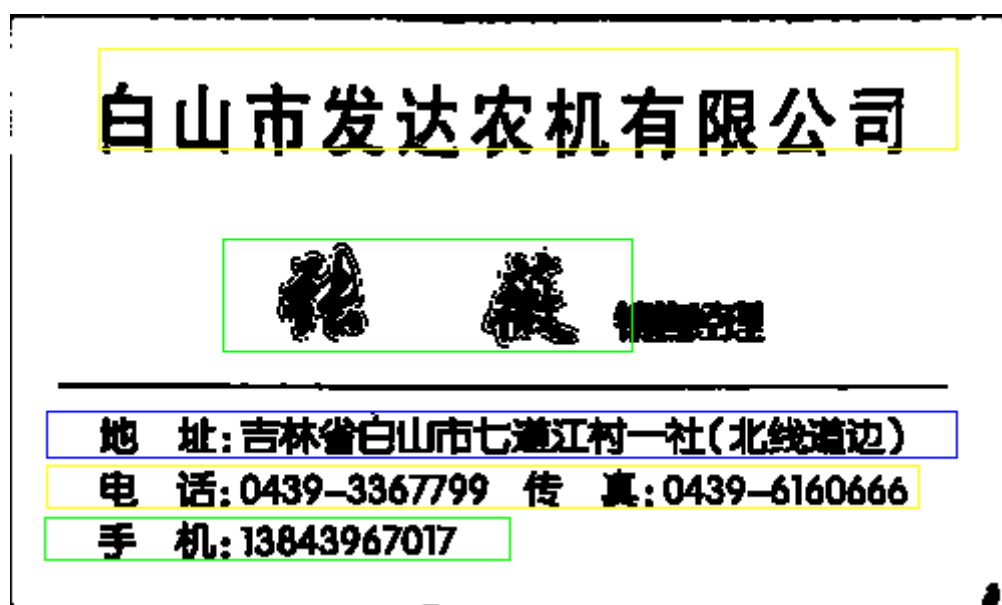 白山市发达农机有限公司
经理
地 址:吉林省白山市七道江村一社(北线道边)
电 话:0439-3367799 传 真:0439-6160666
手 机:13843967017